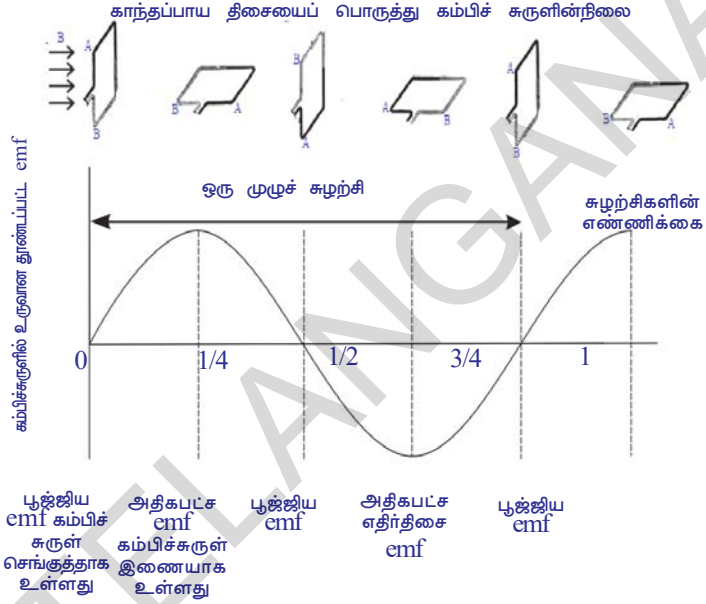 காந்தப்பாய திசையைப் பொருத்து கம்பிச் சுருளின்நிலை
B
A
B
B
A
B
A
A
B
A
B
B
A
கம்பிச்சுருளில் உருவான தூண்டப்பட்ட emf
ஒரு முழுச் சுழற்சி
சுழற்சிகளின்
எண்ணிக்கை
0 1/4 1/2 3/4 1
பூஜ்ஜிய
emf கம்பிச்
சுருள்
செங்குத்தாக
உள்ளது
அதிகபட்ச
emf
கம்பிச்சுருள்
இணையாக
உள்ளது
பூஜ்ஜிய
emf
அதிகபட்ச
எதிர்திசை
emf
பூஜ்ஜிய
emf
TELANGANA